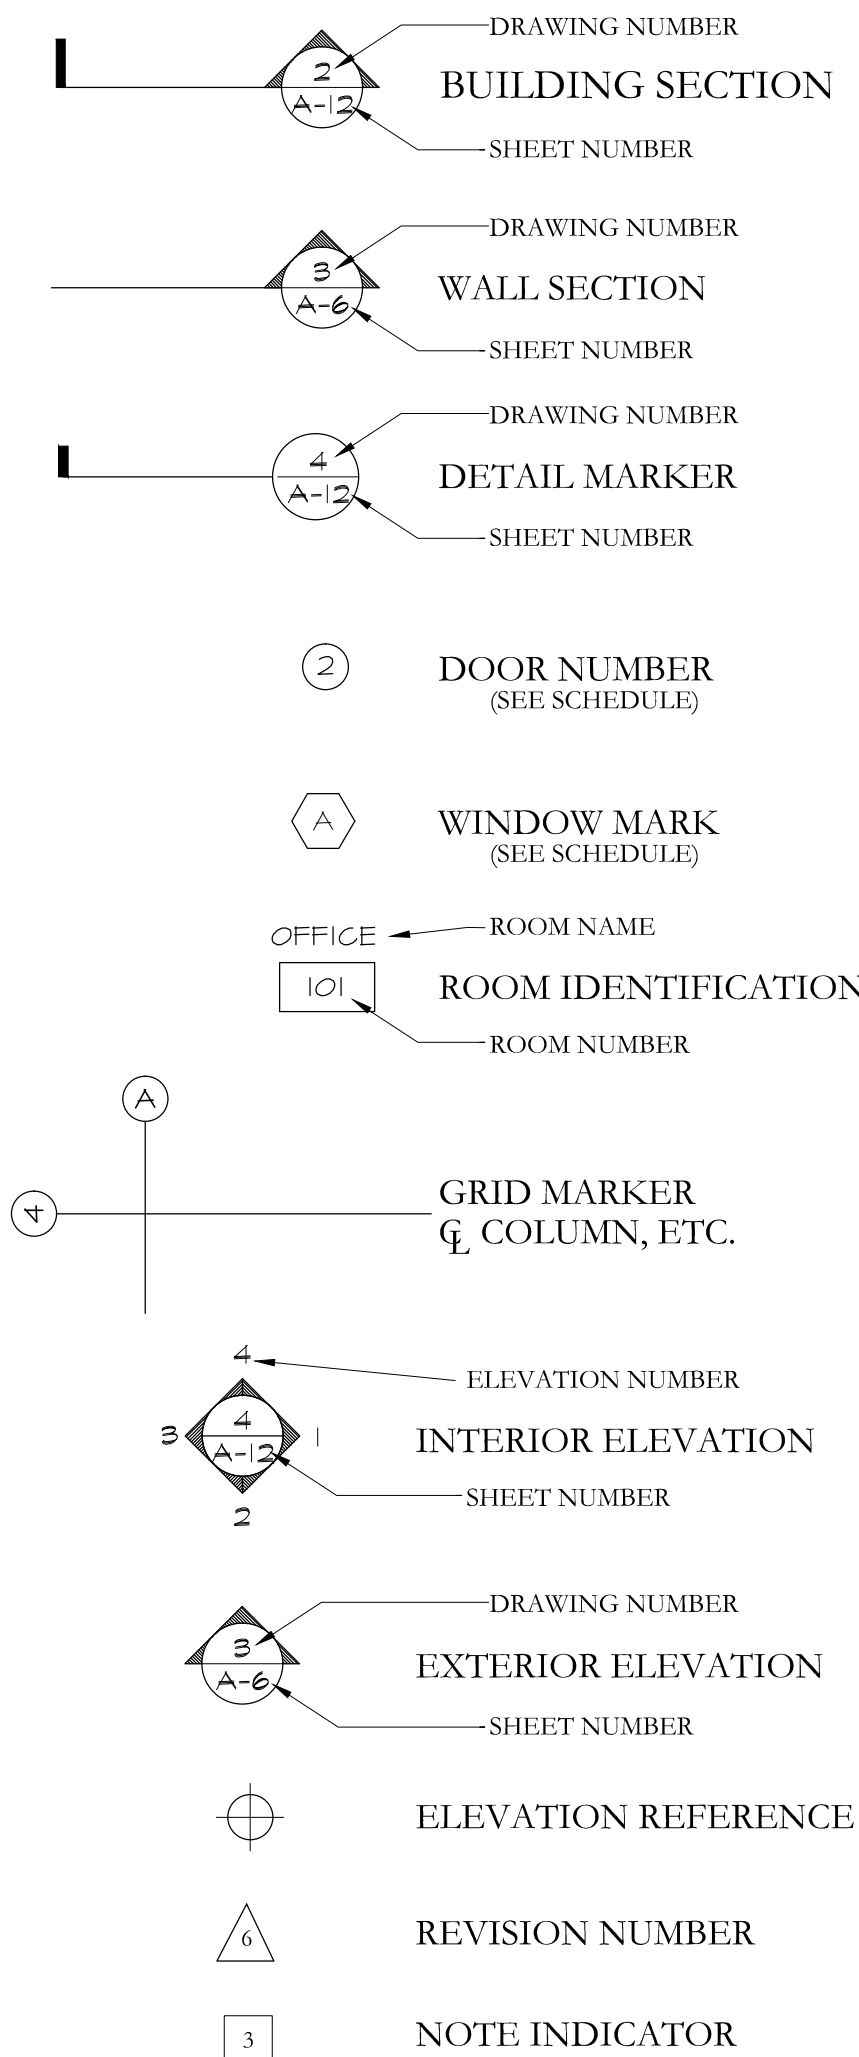 DRAWING NUMBER
2
BUILDING SECTION
A-12
SHEET NUMBER
DRAWING NUMBER
3
WALL SECTION
A-6
SHEET NUMBER
DRAWING NUMBER
4
DETAIL MARKER
A-12
SHEET NUMBER
2
DOOR NUMBER
(SEE SCHEDULE)
A
WINDOW MARK
(SEE SCHEDULE)
OFFICE
ROOM NAME
101
ROOM IDENTIFICATION
ROOM NUMBER
A
4
GRID MARKER
℄ COLUMN, ETC.
4
ELEVATION NUMBER
4
3
1
INTERIOR ELEVATION
A-12
SHEET NUMBER
2
DRAWING NUMBER
3
EXTERIOR ELEVATION
A-6
SHEET NUMBER
ELEVATION REFERENCE
6
REVISION NUMBER
3
NOTE INDICATOR